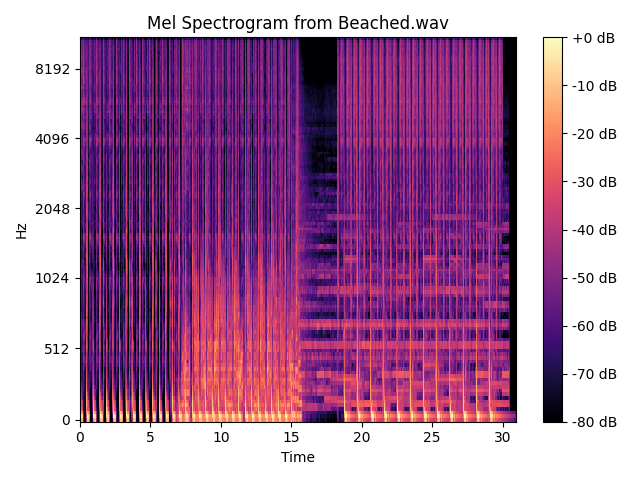 Mel Spectrogram from Beached.wav
8192
4096
2048
1024
512
0
Hz
0 5 10 15 20 25 30
Time
+0 dB
-10 dB
-20 dB
-30 dB
-40 dB
-50 dB
-60 dB
-70 dB
-80 dB